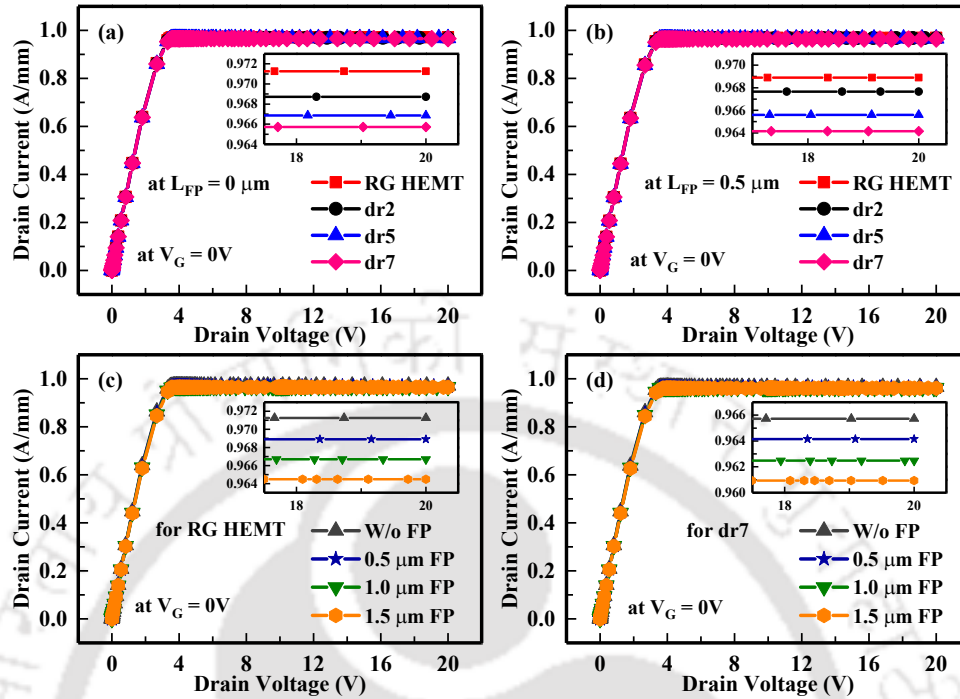 (a)
Drain Current (A/mm)
1.0
0.8
0.6
0.4
0.2
0.0
0.972
0.970
0.968
0.966
0.964
18
20
at L_FP = 0 μm
RG HEMT
dr2
dr5
dr7
at V_G = 0V
0 4 8 12 16 20
Drain Voltage (V)
(b)
Drain Current (A/mm)
1.0
0.8
0.6
0.4
0.2
0.0
0.970
0.968
0.966
0.964
18
20
at L_FP = 0.5 μm
RG HEMT
dr2
dr5
dr7
at V_G = 0V
0 4 8 12 16 20
Drain Voltage (V)
(c)
Drain Current (A/mm)
1.0
0.8
0.6
0.4
0.2
0.0
0.972
0.970
0.968
0.966
0.964
18
20
for RG HEMT
W/o FP
0.5 μm FP
1.0 μm FP
1.5 μm FP
at V_G = 0V
0 4 8 12 16 20
Drain Voltage (V)
(d)
Drain Current (A/mm)
1.0
0.8
0.6
0.4
0.2
0.0
0.966
0.964
0.962
0.960
18
20
for dr7
W/o FP
0.5 μm FP
1.0 μm FP
1.5 μm FP
at V_G = 0V
0 4 8 12 16 20
Drain Voltage (V)